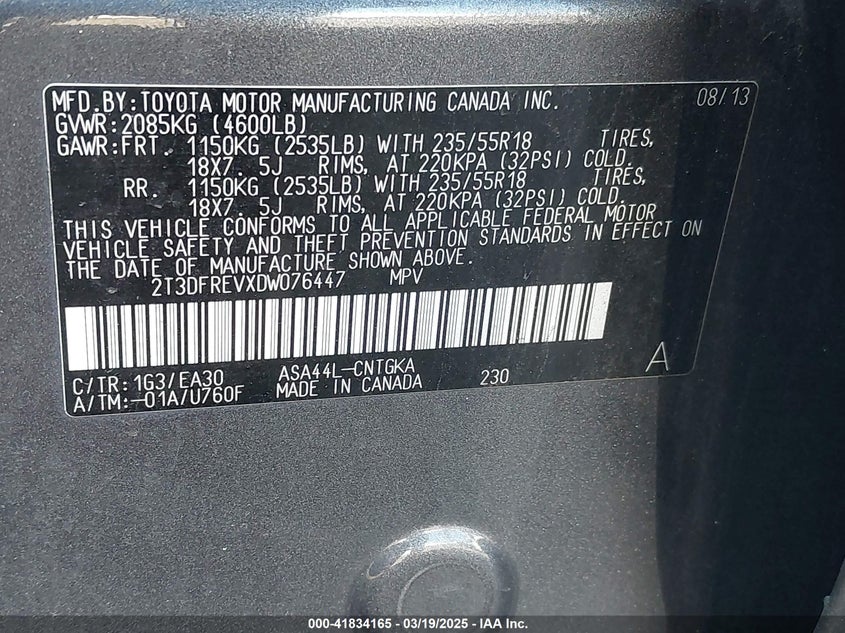 MFD.BY:TOYOTA MOTOR MANUFACTURING CANADA INC. 08/13
GVWR:2085KG (4600LB)
GAWR:FRT. 1150KG (2535LB) WITH 235/55R18 TIRES,
18X7. 5J RIMS, AT 220KPA (32PSI) COLD.
RR. 1150KG (2535LB) WITH 235/55R18 TIRES,
18X7. 5J RIMS, AT 220KPA (32PSI) COLD.
THIS VEHICLE CONFORMS TO ALL APPLICABLE FEDERAL MOTOR
VEHICLE SAFETY AND THEFT PREVENTION STANDARDS IN EFFECT ON
THE DATE OF MANUFACTURE SHOWN ABOVE.
2T3DFREVXDW076447 MPV
C/TR:1G3/EA30 ASA44L-CNTGKA A
A/TM:-01A/U760F MADE IN CANADA 230
000-41834165 - 03/19/2025 - IAA Inc.